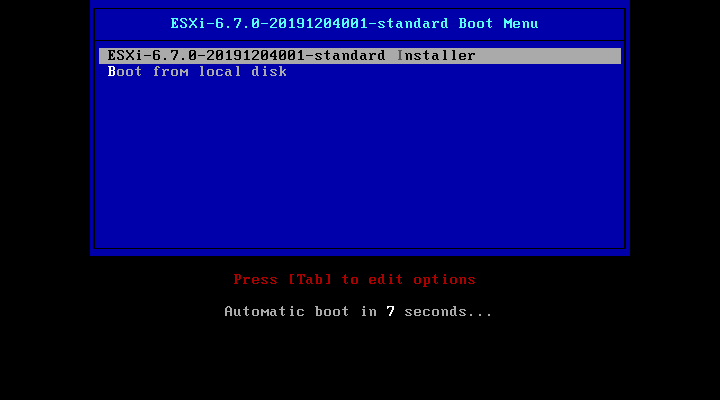 ESXi-6.7.0-20191204001-standard Boot Menu
ESXi-6.7.0-20191204001-standard Installer
Boot from local disk
Press [Tab] to edit options
Automatic boot in 7 seconds...